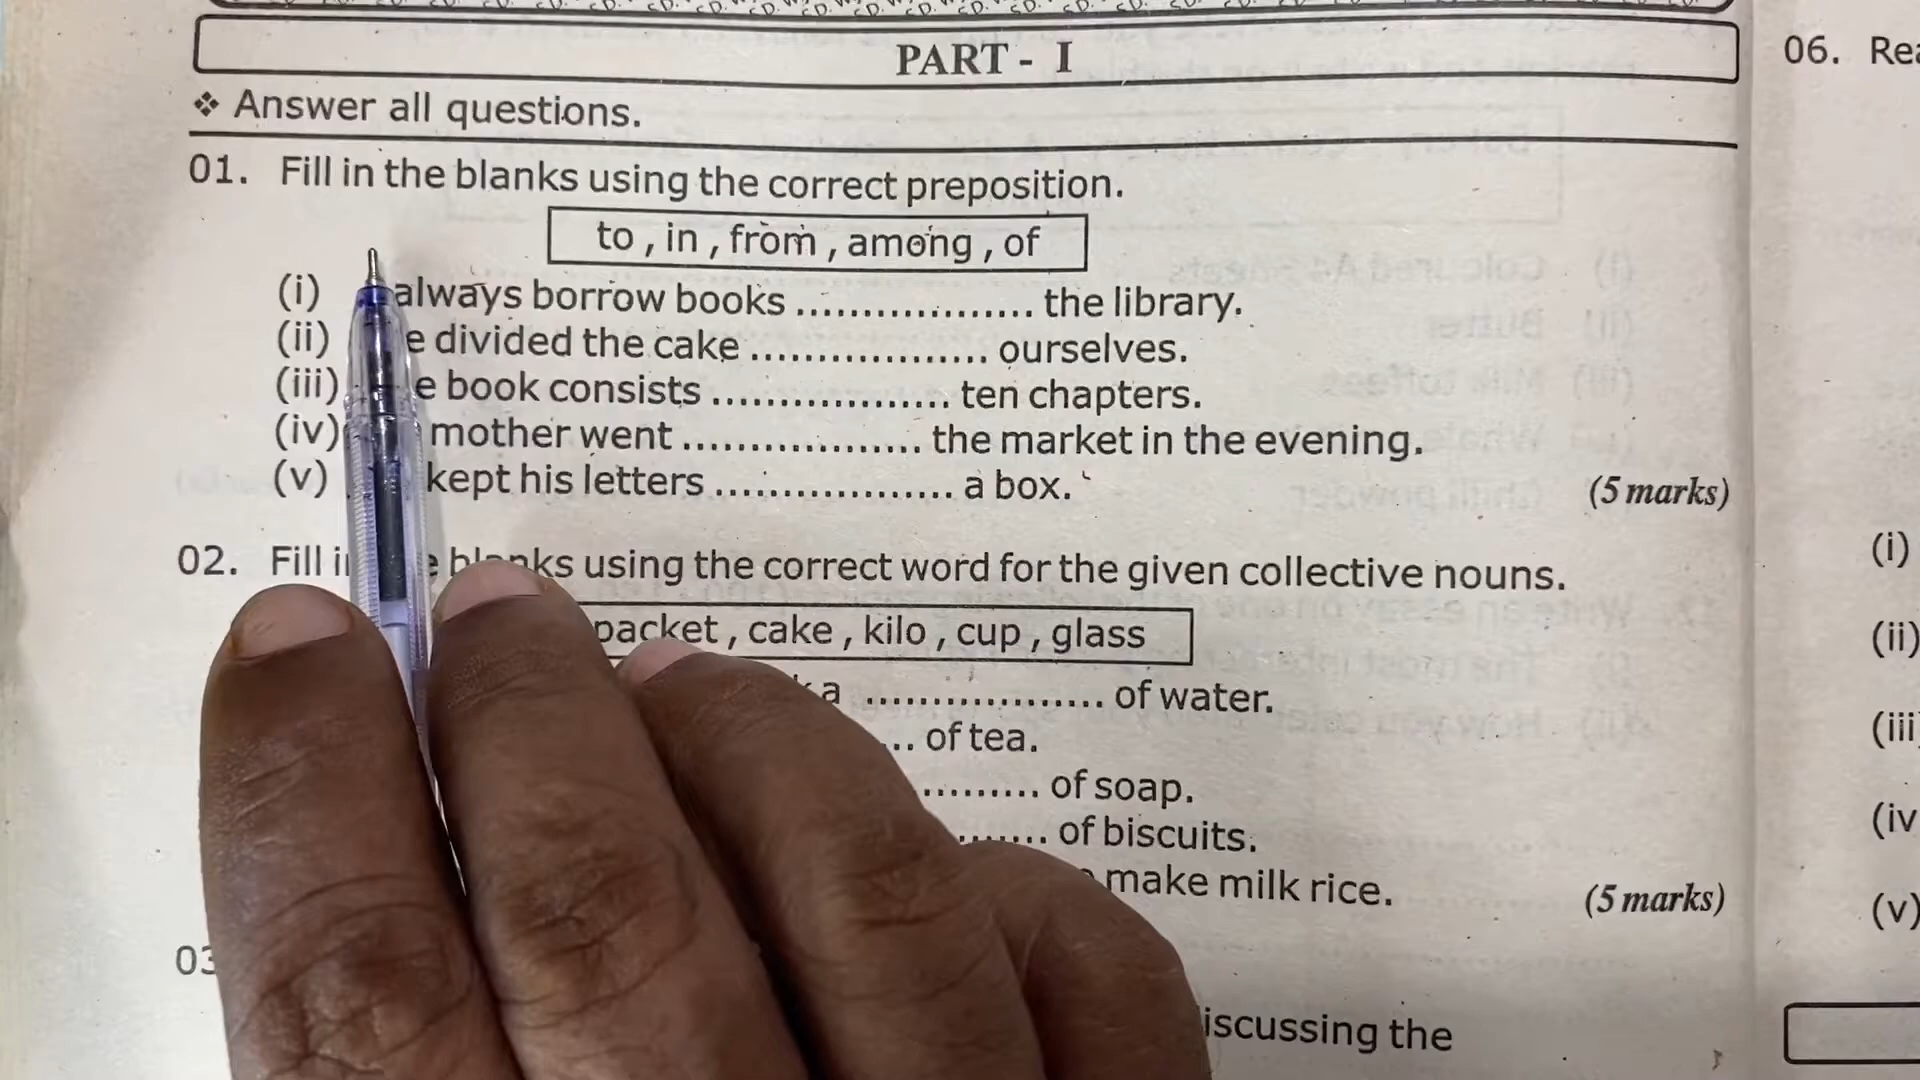 PART - I
❖ Answer all questions.
01. Fill in the blanks using the correct preposition.
to , in , from , among , of
(i) always borrow books .................. the library.
(ii) divided the cake .................. ourselves.
(iii) book consists .................. ten chapters.
(iv) mother went .................. the market in the evening.
(v) kept his letters .................. a box.
(5 marks)
02. Fill blanks using the correct word for the given collective nouns.
packet , cake , kilo , cup , glass
a .................. of water.
.. of tea.
......... of soap.
....... of biscuits.
make milk rice.
(5 marks)
03
the
06.
(i)
(ii)
(iii
(iv
(v)